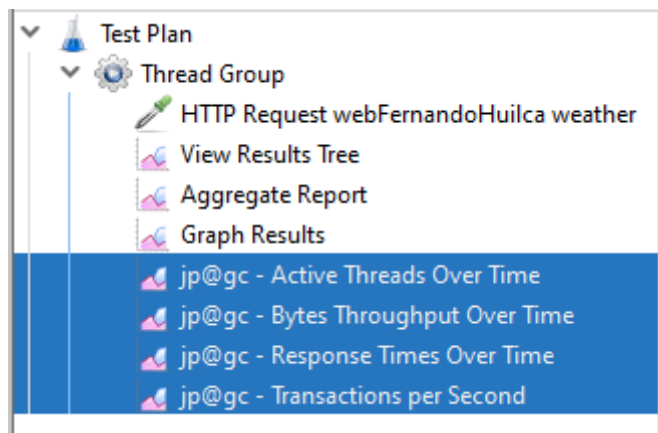 Test Plan
Thread Group
HTTP Request webFernandoHuilca weather
View Results Tree
Aggregate Report
Graph Results
jp@gc - Active Threads Over Time
jp@gc - Bytes Throughput Over Time
jp@gc - Response Times Over Time
jp@gc - Transactions per Second